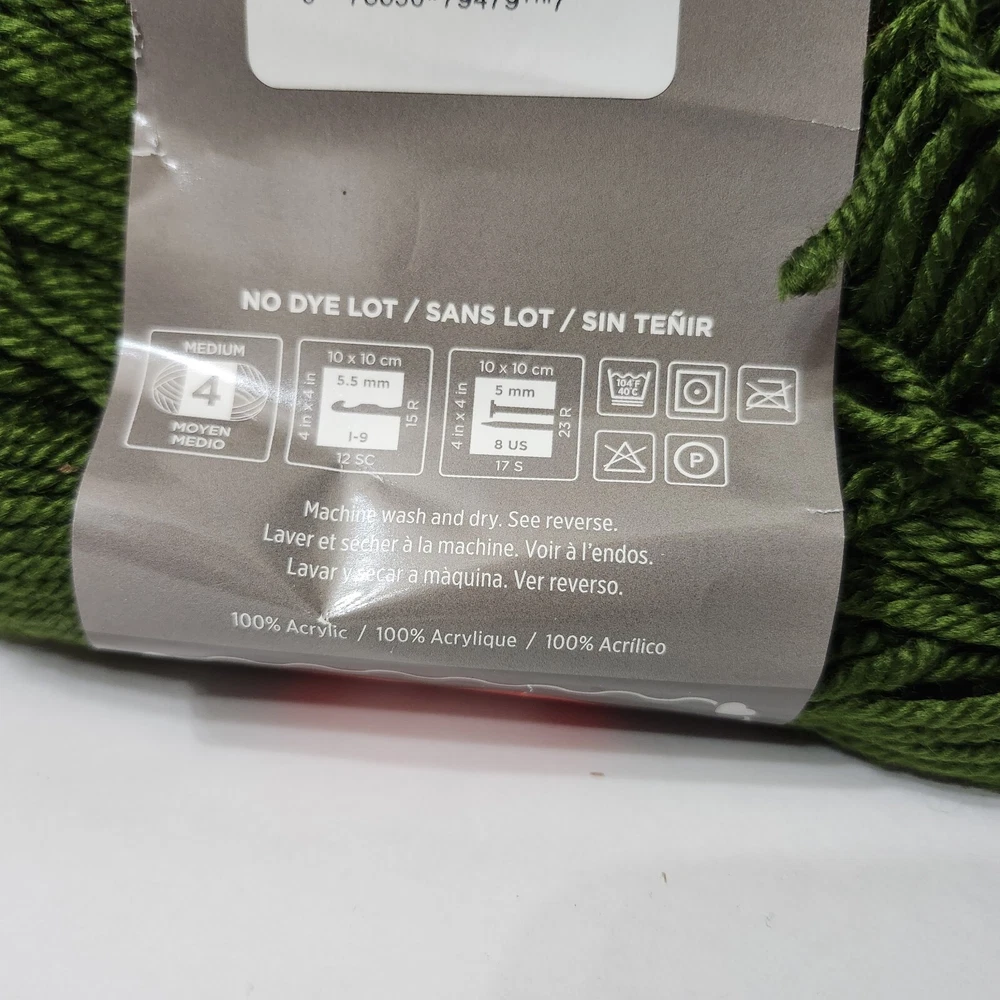 NO DYE LOT / SANS LOT / SIN TEÑIR
MEDIUM
4
MOYEN
MEDIO
10 x 10 cm
4 in x 4 in
5.5 mm
I-9
15 R
12 SC
10 x 10 cm
4 in x 4 in
5 mm
8 US
23 R
17 S
104°F
40°C
P
Machine wash and dry. See reverse.
Laver et sécher à la machine. Voir à l'endos.
Lavar y secar a màquina. Ver reverso.
100% Acrylic / 100% Acrylique / 100% Acrílico